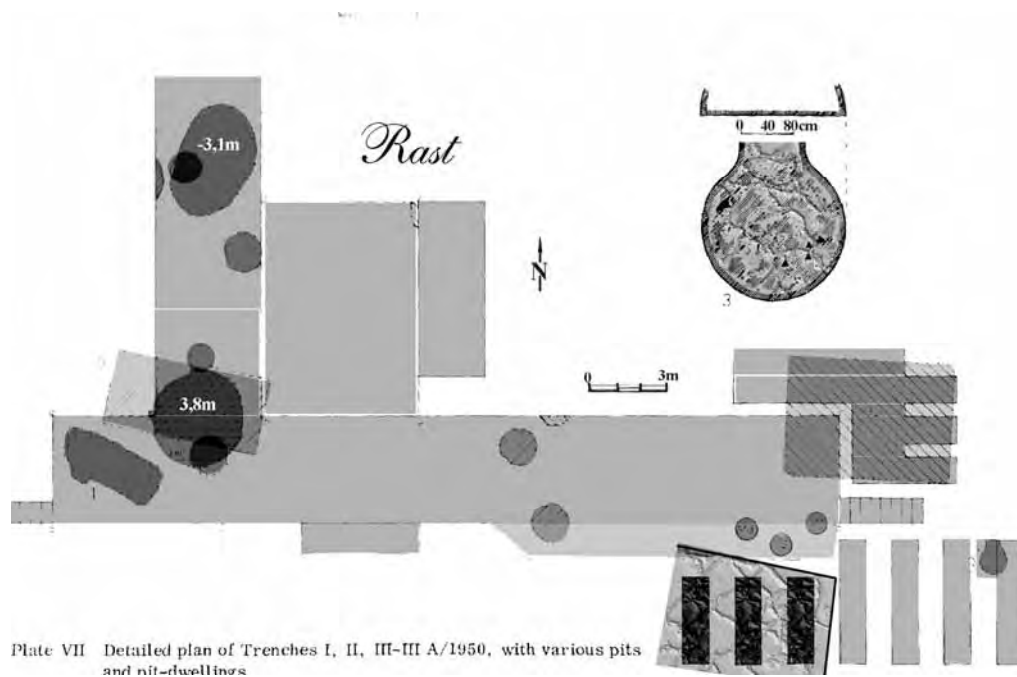 -3,1m
Rast
0 40 80cm
3
N
0 3m
3,8m
1
Plate VII Detailed plan of Trenches I, II, III-III A/1950, with various pits
and pit-dwellings